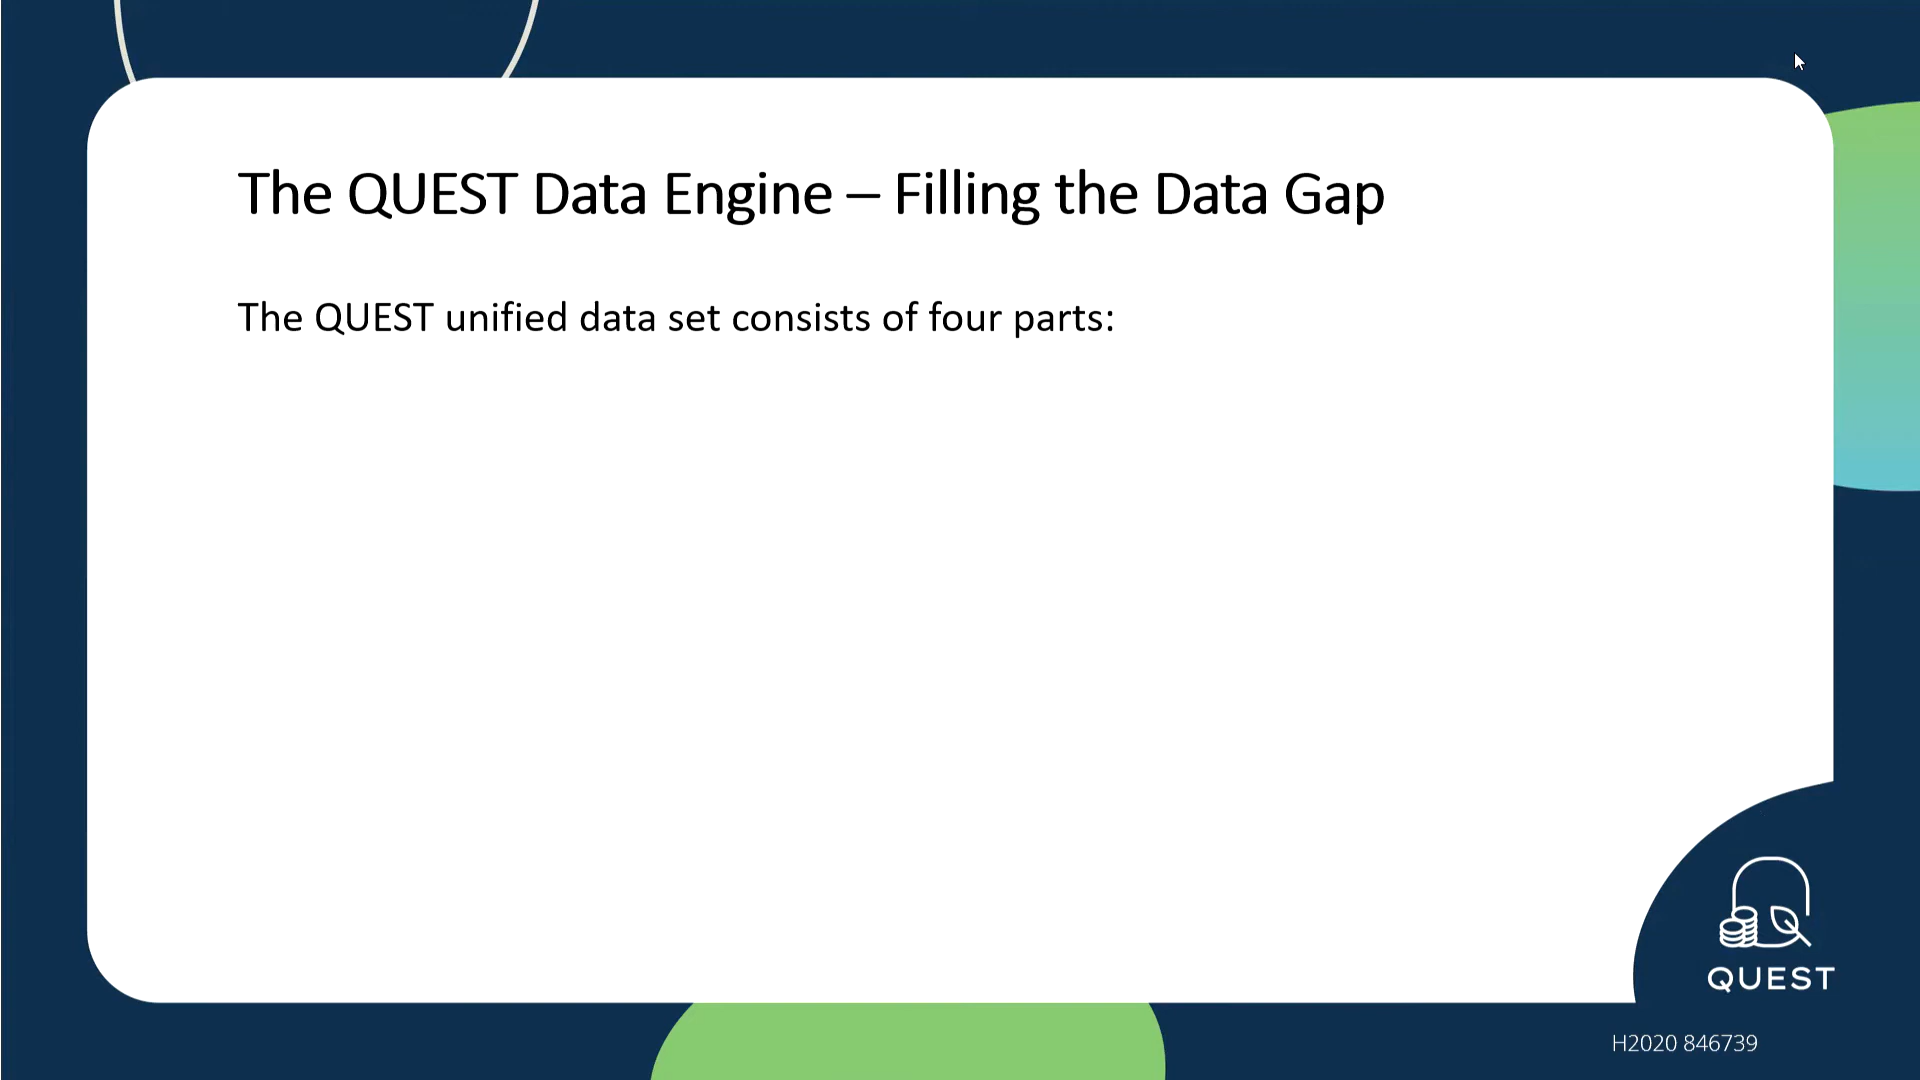 The QUEST Data Engine – Filling the Data Gap
The QUEST unified data set consists of four parts:
QUEST
H2020 846739